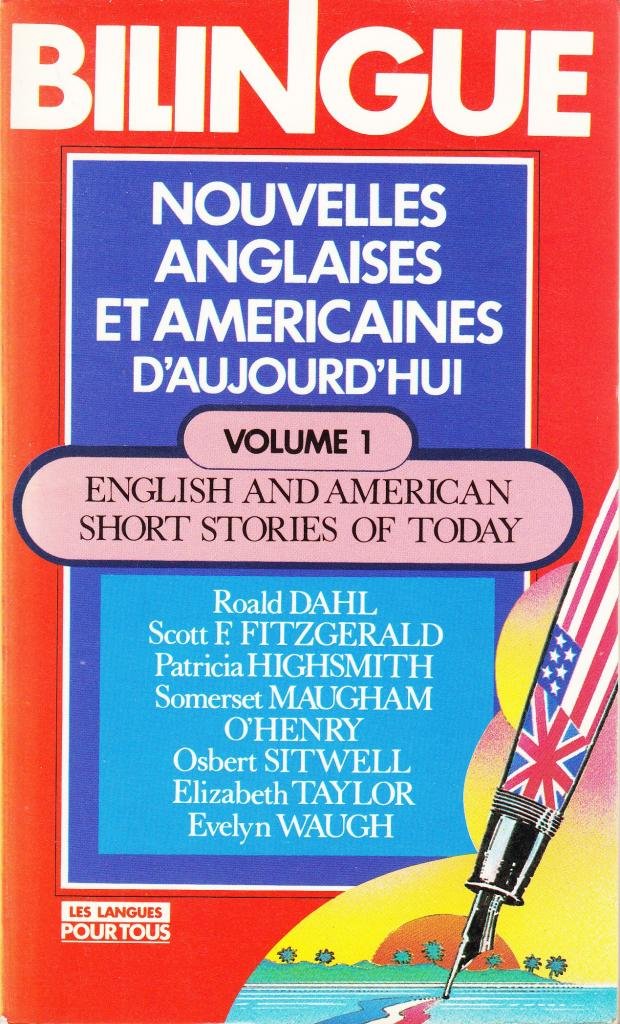 BILINGUE
NOUVELLES
ANGLAISES
ET AMERICAINES
D'AUJOURD'HUI
VOLUME 1
ENGLISH AND AMERICAN
SHORT STORIES OF TODAY
Roald DAHL
Scott F. FITZGERALD
Patricia HIGHSMITH
Somerset MAUGHAM
O'HENRY
Osbert SITWELL
Elizabeth TAYLOR
Evelyn WAUGH
LES LANGUES
POUR TOUS